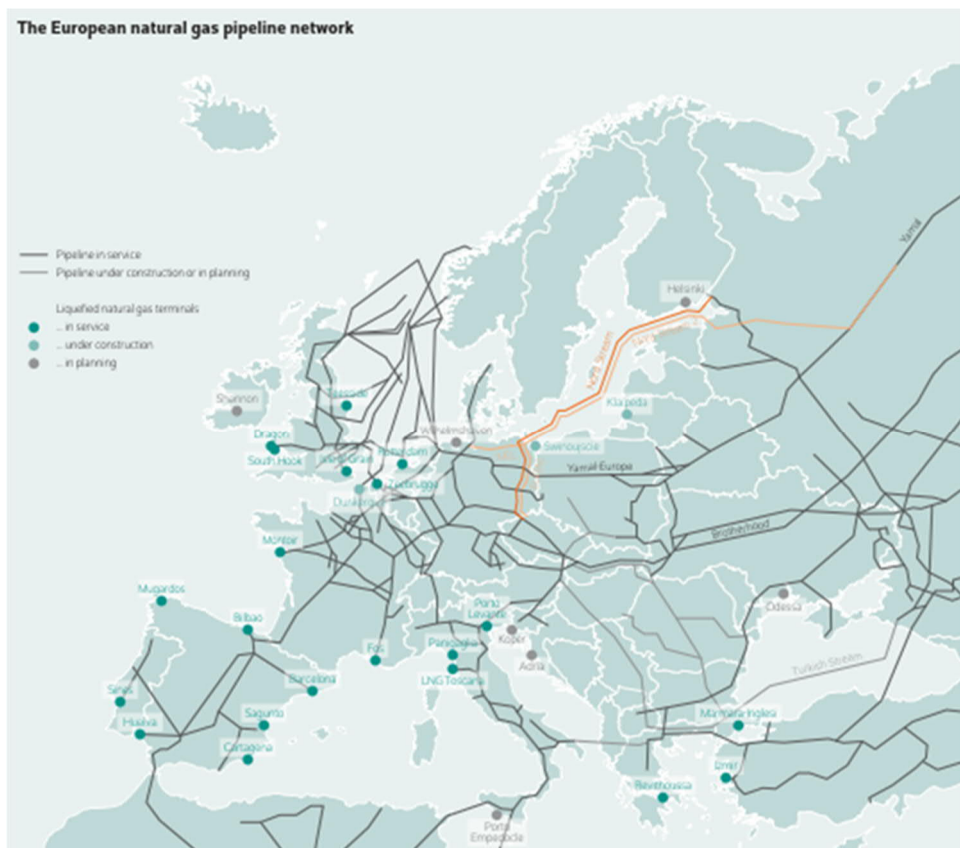 The European natural gas pipeline network
Yamal
Pipeline in service
Pipeline under construction or in planning
Liquefied natural gas terminals
... in service
... under construction
... in planning
Helsinki
Nord Stream
Shannon
Teesside
Klaipeda
Dragon
South Hook
Wilhelmshaven
Swinoujscie
Rotterdam
Zeebrugge
Yamal-Europe
Brotherhood
Montoir
Mugardos
Bilbao
Odessa
Porto
Levante
Koper
Panigaglia
Fos
Adria
LNG Toscana
Turkish Stream
Barcelona
Sines
Sagunto
Huelva
Marmara Ereglesi
Cartagena
Izmir
Revithoussa
Porto
Empedocle